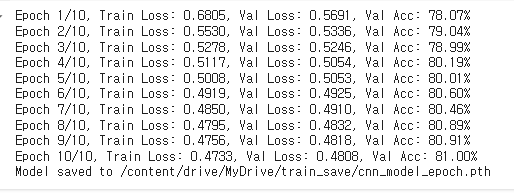 Epoch 1/10, Train Loss: 0.6805, Val Loss: 0.5691, Val Acc: 78.07%
Epoch 2/10, Train Loss: 0.5530, Val Loss: 0.5336, Val Acc: 79.04%
Epoch 3/10, Train Loss: 0.5278, Val Loss: 0.5246, Val Acc: 78.99%
Epoch 4/10, Train Loss: 0.5117, Val Loss: 0.5054, Val Acc: 80.19%
Epoch 5/10, Train Loss: 0.5008, Val Loss: 0.5053, Val Acc: 80.01%
Epoch 6/10, Train Loss: 0.4919, Val Loss: 0.4925, Val Acc: 80.60%
Epoch 7/10, Train Loss: 0.4850, Val Loss: 0.4910, Val Acc: 80.46%
Epoch 8/10, Train Loss: 0.4795, Val Loss: 0.4832, Val Acc: 80.89%
Epoch 9/10, Train Loss: 0.4756, Val Loss: 0.4818, Val Acc: 80.91%
Epoch 10/10, Train Loss: 0.4733, Val Loss: 0.4808, Val Acc: 81.00%
Model saved to /content/drive/MyDrive/train_save/cnn_model_epoch.pth